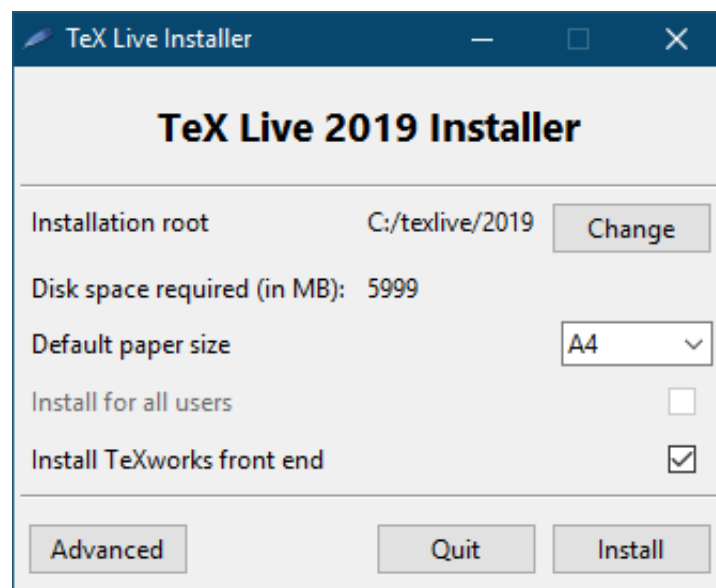 TeX Live Installer
TeX Live 2019 Installer
Installation root C:/texlive/2019 Change
Disk space required (in MB): 5999
Default paper size A4
Install for all users
Install TeXworks front end
Advanced Quit Install